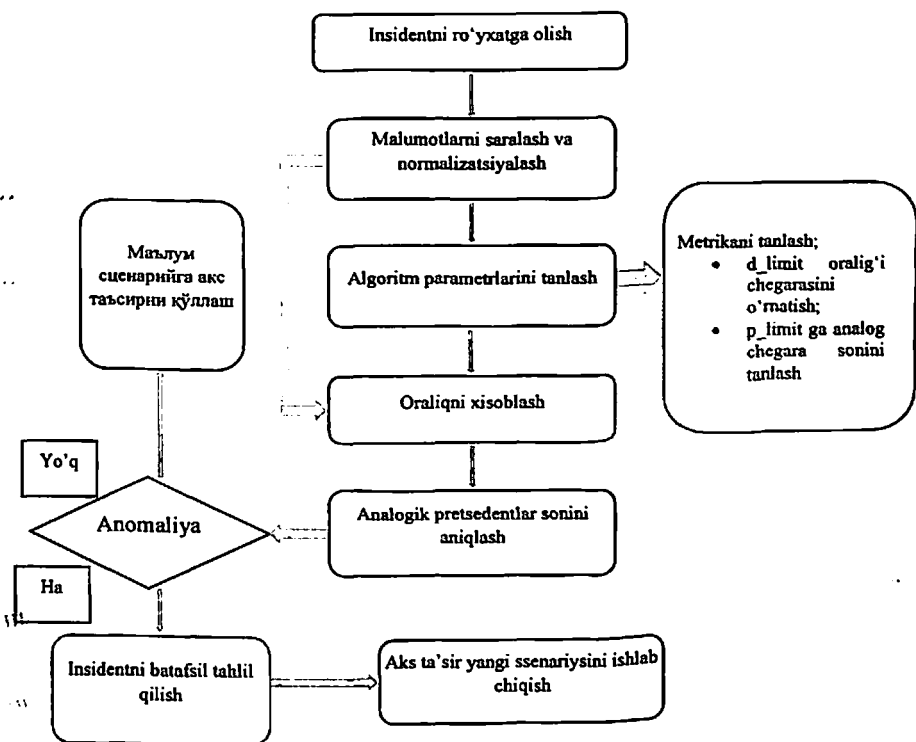 Insidentni ro‘yxatga olish
Malumotlarni saralash va
normalizatsiyalash
Algoritm parametrlarini tanlash
Metrikani tanlash;
• d_limit oralig‘i
chegarasini
o‘rnatish;
• p_limit ga analog
chegara sonini
tanlash
Маълум
сценарийга акс
таъсирни қўллаш
Oraliqni xisoblash
Yo’q
Anomaliya
Analogik pretsedentlar sonini
aniqlash
Ha
Insidentni batafsil tahlil
qilish
Aks ta’sir yangi ssenariysini ishlab
chiqish